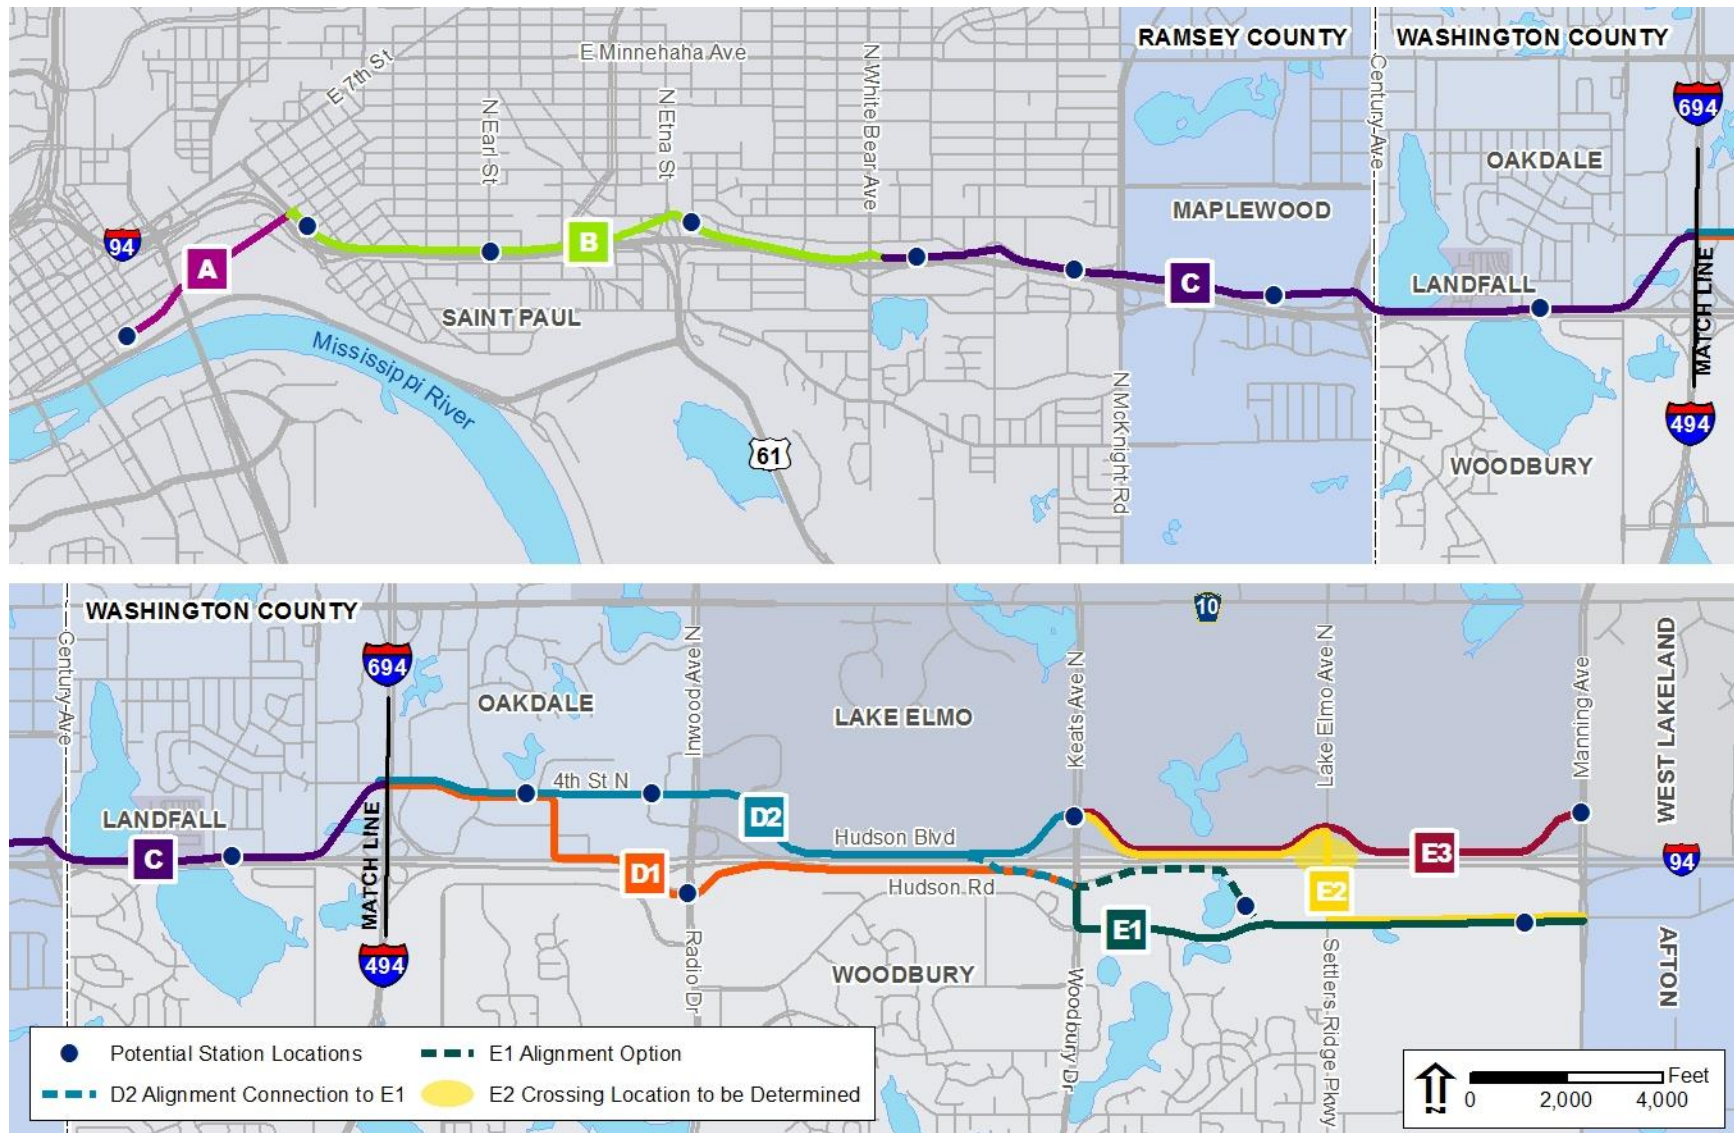 RAMSEY COUNTY
WASHINGTON COUNTY
E Minnehaha Ave
E 7th St
N Earl St
N Etna St
N White Bear Ave
Century Ave
694
OAKDALE
MAPLEWOOD
94
A
B
C
LANDFALL
SAINT PAUL
MATCH LINE
Mississippi River
N McKnight Rd
494
61
WOODBURY
WASHINGTON COUNTY
10
Century Ave
694
Inwood Ave N
Keats Ave N
Lake Elmo Ave N
Manning Ave
WEST LAKELAND
OAKDALE
LAKE ELMO
4th St N
LANDFALL
D2
Hudson Blvd
C
MATCH LINE
D1
E3
94
Hudson Rd
E2
E1
494
Radio Dr
WOODBURY
Woodbury Dr
Settlers Ridge Pkwy
AFTON
Potential Station Locations
E1 Alignment Option
D2 Alignment Connection to E1
E2 Crossing Location to be Determined
N
Feet
0 2,000 4,000